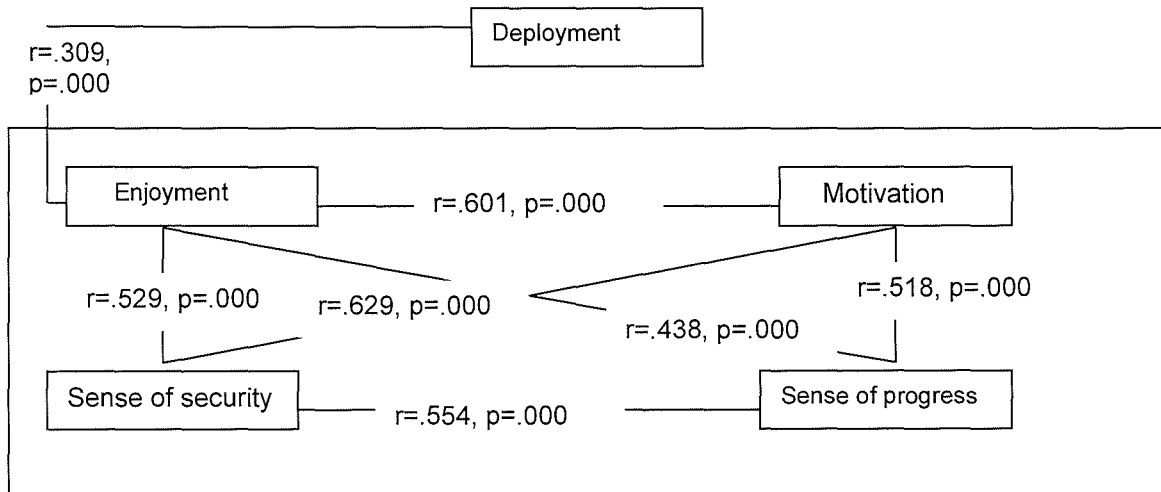 Deployment
r=.309,
p=.000
Enjoyment
r=.601, p=.000
Motivation
r=.529, p=.000
r=.629, p=.000
r=.518, p=.000
r=.438, p=.000
Sense of security
r=.554, p=.000
Sense of progress